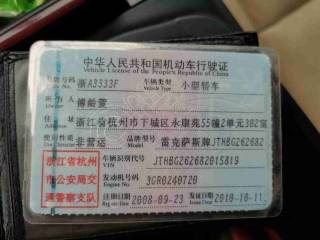 中华人民共和国机动车行驶证
Vehicle License of the People's Republic of China
号牌号码 浙A3333F 车辆类型 小型轿车
Vehicle Type
所有人
住址 浙江省杭州市下城区永康苑55幢2单元302室
使用性质 非营运 品牌型号 雷克萨斯牌JTHBG262682
浙江省杭州
市公安局交
通警察支队
车辆识别代号 JTHBG262682015819
VIN
发动机号码 3GR0240720
Engine No
注册日期 2008-09-23 发证日期 2010-10-11
Register Date Issue Date